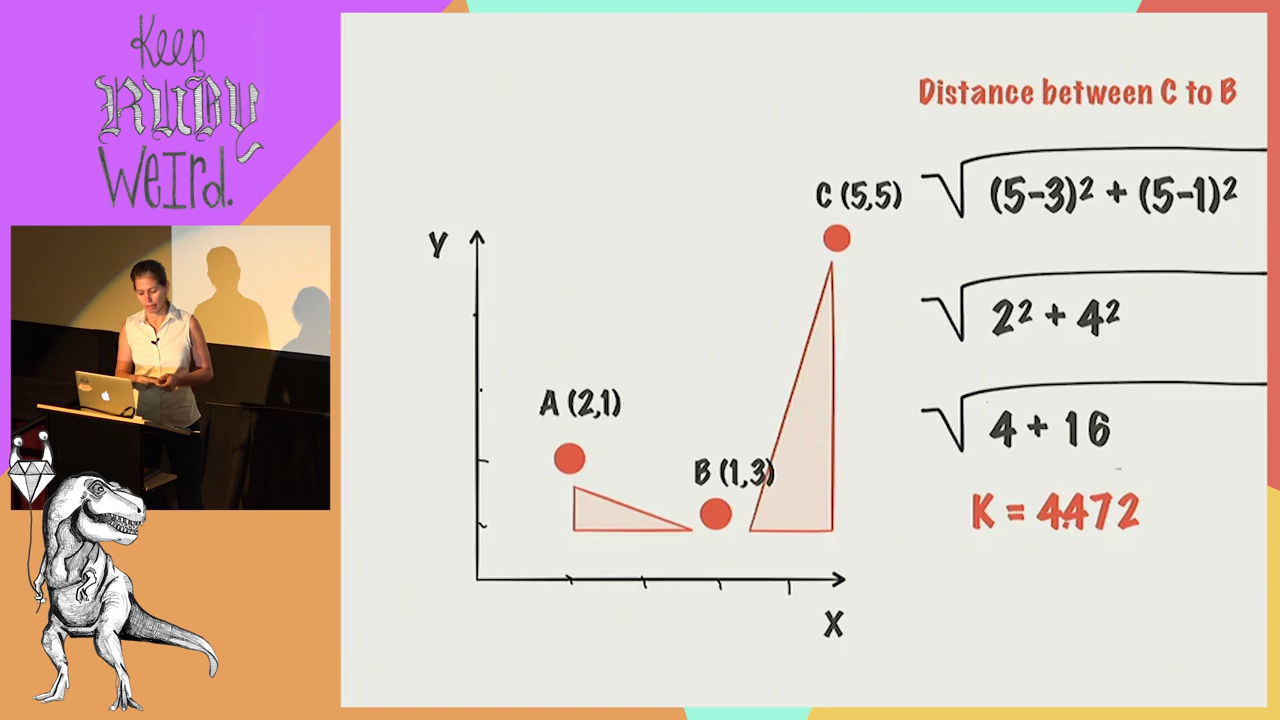 Keep
RUBY
Weird.
Distance between C to B
√(5-3)² + (5-1)²
C (5,5)
Y
√2² + 4²
A (2,1)
√4 + 16
B (1,3)
K = 4.472
X